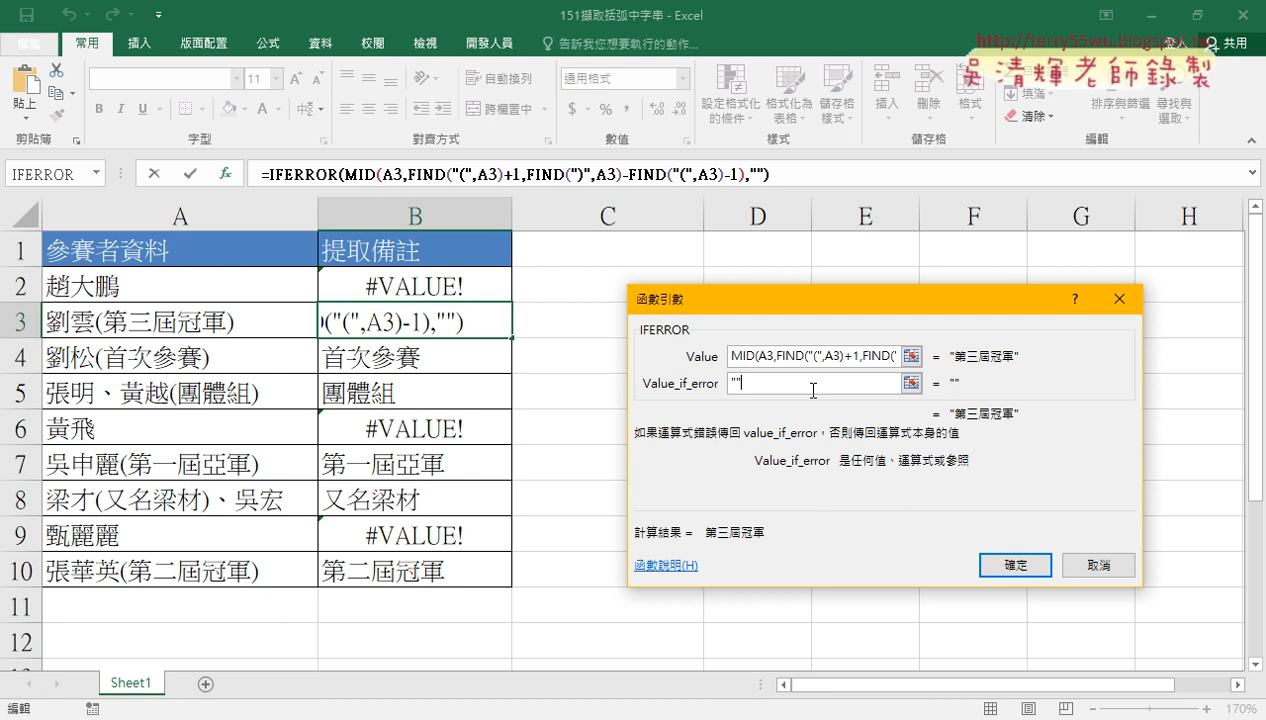 151擷取括弧中字串 - Excel
檔案 常用 插入 版面配置 公式 資料 校閱 檢視 開發人員 告訴我您想要執行的動作... 登入 共用
http://terry55wu.blogspot.tw
吳清輝老師錄製
貼上 11 自動換列 通用格式 設定格式化的條件 格式化為表格 儲存格樣式 插入 刪除 格式 填滿 清除 排序與篩選 尋找與選取
B I U A 跨欄置中 $ %
剪貼簿 字型 對齊方式 數值 樣式 儲存格 編輯
IFERROR =IFERROR(MID(A3,FIND("(",A3)+1,FIND(")",A3)-FIND("(",A3)-1),"")
A B C D E F G H
1 參賽者資料 提取備註
2 趙大鵬 #VALUE!
3 劉雲(第三屆冠軍) ("(",A3)-1),"")
4 劉松(首次參賽) 首次參賽
5 張明、黃越(團體組) 團體組
6 黃飛 #VALUE!
7 吳申麗(第一屆亞軍) 第一屆亞軍
8 梁才(又名梁材)、吳宏 又名梁材
9 甄麗麗 #VALUE!
10 張華英(第二屆冠軍) 第二屆冠軍
11
12
函數引數 ?
IFERROR
Value MID(A3,FIND("(",A3)+1,FIND(" = "第三屆冠軍"
Value_if_error "" = ""
= "第三屆冠軍"
如果運算式錯誤傳回 value_if_error，否則傳回運算式本身的值
Value_if_error 是任何值、運算式或參照
計算結果 = 第三屆冠軍
函數說明(H) 確定 取消
Sheet1
編輯 170%